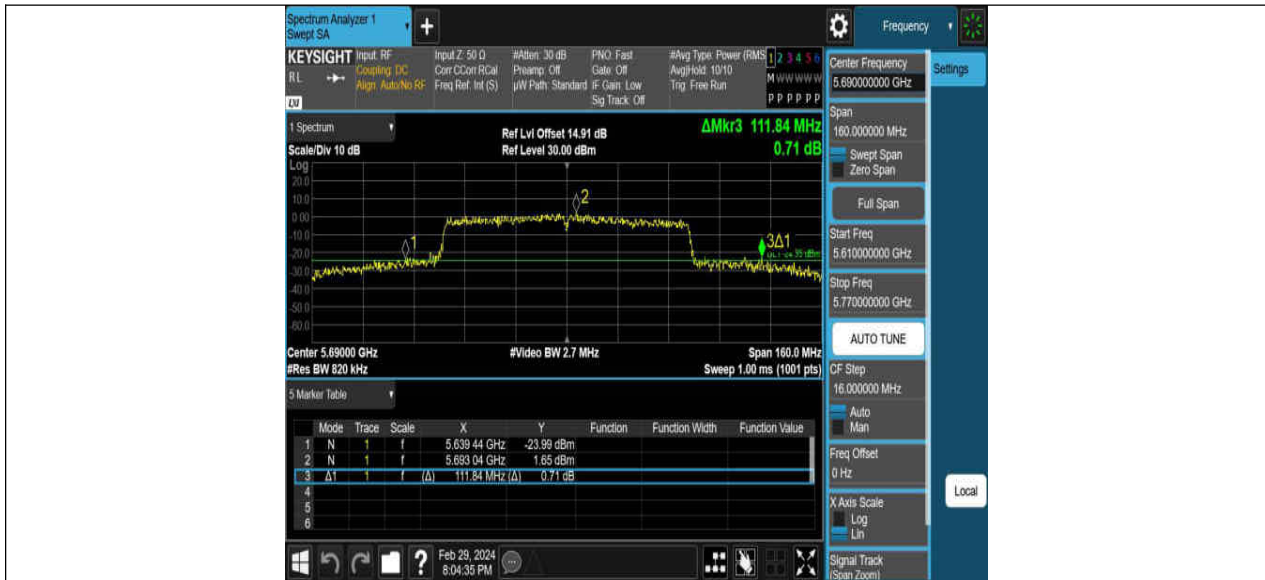 Spectrum Analyzer 1
Swept SA
+
Frequency
KEYSIGHT
RL
Input: RF
Coupling: DC
Align: Auto/No RF
Input Z: 50 Ω
Corr CCorr RCal
Freq Ref: Int (S)
#Atten: 30 dB
Preamp: Off
µW Path: Standard
PNO: Fast
Gate: Off
IF Gain: Low
Sig Track: Off
#Avg Type: Power (RMS
Avg|Hold: 10/10
Trig: Free Run
1 2 3 4 5 6
M W W W W W
P P P P P P
1 Spectrum
Scale/Div 10 dB
Ref Lvl Offset 14.91 dB
Ref Level 30.00 dBm
ΔMkr3 111.84 MHz
0.71 dB
Log
20.0
10.0
0.00
-10.0
-20.0
-30.0
-40.0
-50.0
-60.0
1
2
3Δ1
Center 5.69000 GHz
#Res BW 820 kHz
#Video BW 2.7 MHz
Span 160.0 MHz
Sweep 1.00 ms (1001 pts)
5 Marker Table
Mode Trace Scale X Y Function Function Width Function Value
1 N 1 f 5.639 44 GHz -23.99 dBm
2 N 1 f 5.693 04 GHz 1.65 dBm
3 Δ1 1 f (Δ) 111.84 MHz (Δ) 0.71 dB
4
5
6
?
Feb 29, 2024
8:04:35 PM
Center Frequency
5.690000000 GHz
Settings
Span
160.000000 MHz
Swept Span
Zero Span
Full Span
Start Freq
5.610000000 GHz
Stop Freq
5.770000000 GHz
AUTO TUNE
CF Step
16.000000 MHz
Auto
Man
Freq Offset
0 Hz
X Axis Scale
Log
Lin
Signal Track
(Span Zoom)
Local